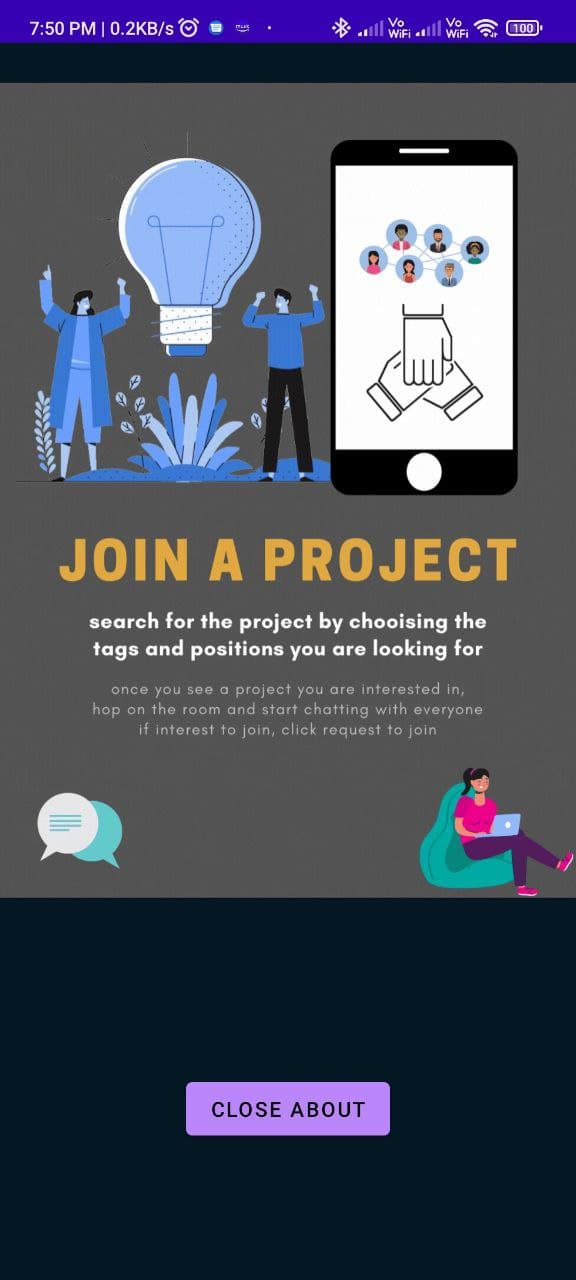 7:50 PM | 0.2KB/s
Vo WiFi Vo WiFi 100
JOIN A PROJECT
search for the project by chooising the
tags and positions you are looking for
once you see a project you are interested in,
hop on the room and start chatting with everyone
if interest to join, click request to join
CLOSE ABOUT